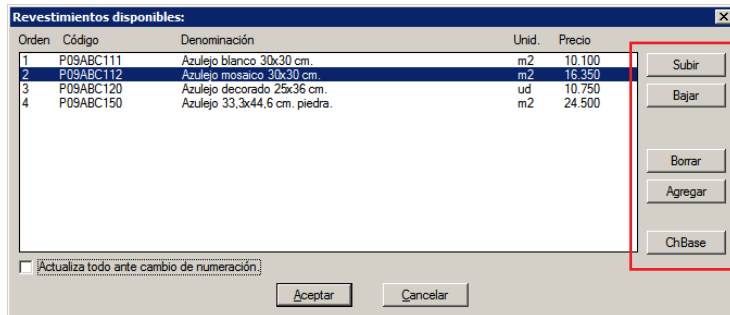 Revestimientos disponibles:
Orden Código Denominación Unid. Precio
1 P09ABC111 Azulejo blanco 30x30 cm. m2 10.100
2 P09ABC112 Azulejo mosaico 30x30 cm. m2 16.350
3 P09ABC120 Azulejo decorado 25x36 cm. ud 10.750
4 P09ABC150 Azulejo 33,3x44,6 cm. piedra. m2 24.500
Subir
Bajar
Borrar
Agregar
ChBase
Actualiza todo ante cambio de numeración.
Aceptar Cancelar